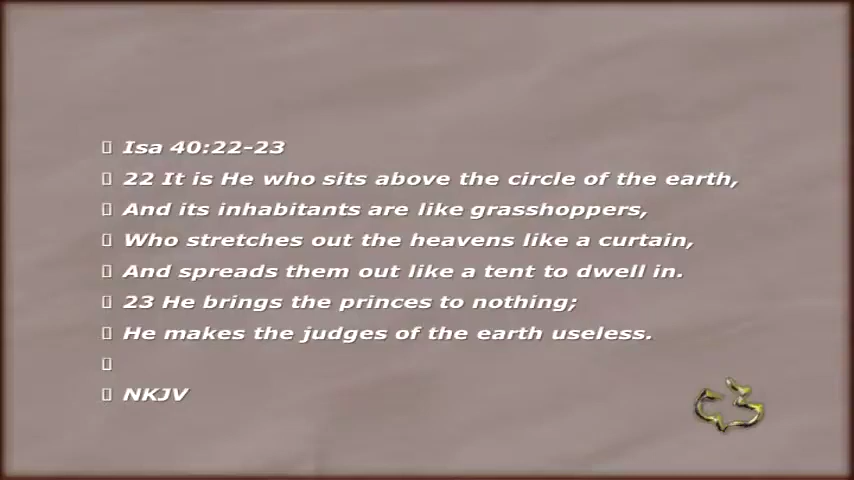 Isa 40:22-23
22 It is He who sits above the circle of the earth,
And its inhabitants are like grasshoppers,
Who stretches out the heavens like a curtain,
And spreads them out like a tent to dwell in.
23 He brings the princes to nothing;
He makes the judges of the earth useless.
NKJV